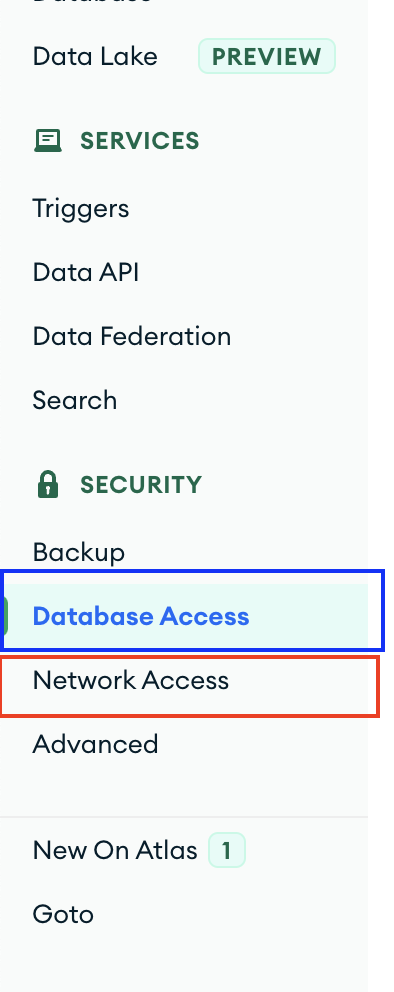 Database
Data Lake PREVIEW
SERVICES
Triggers
Data API
Data Federation
Search
SECURITY
Backup
Database Access
Network Access
Advanced
New On Atlas 1
Goto